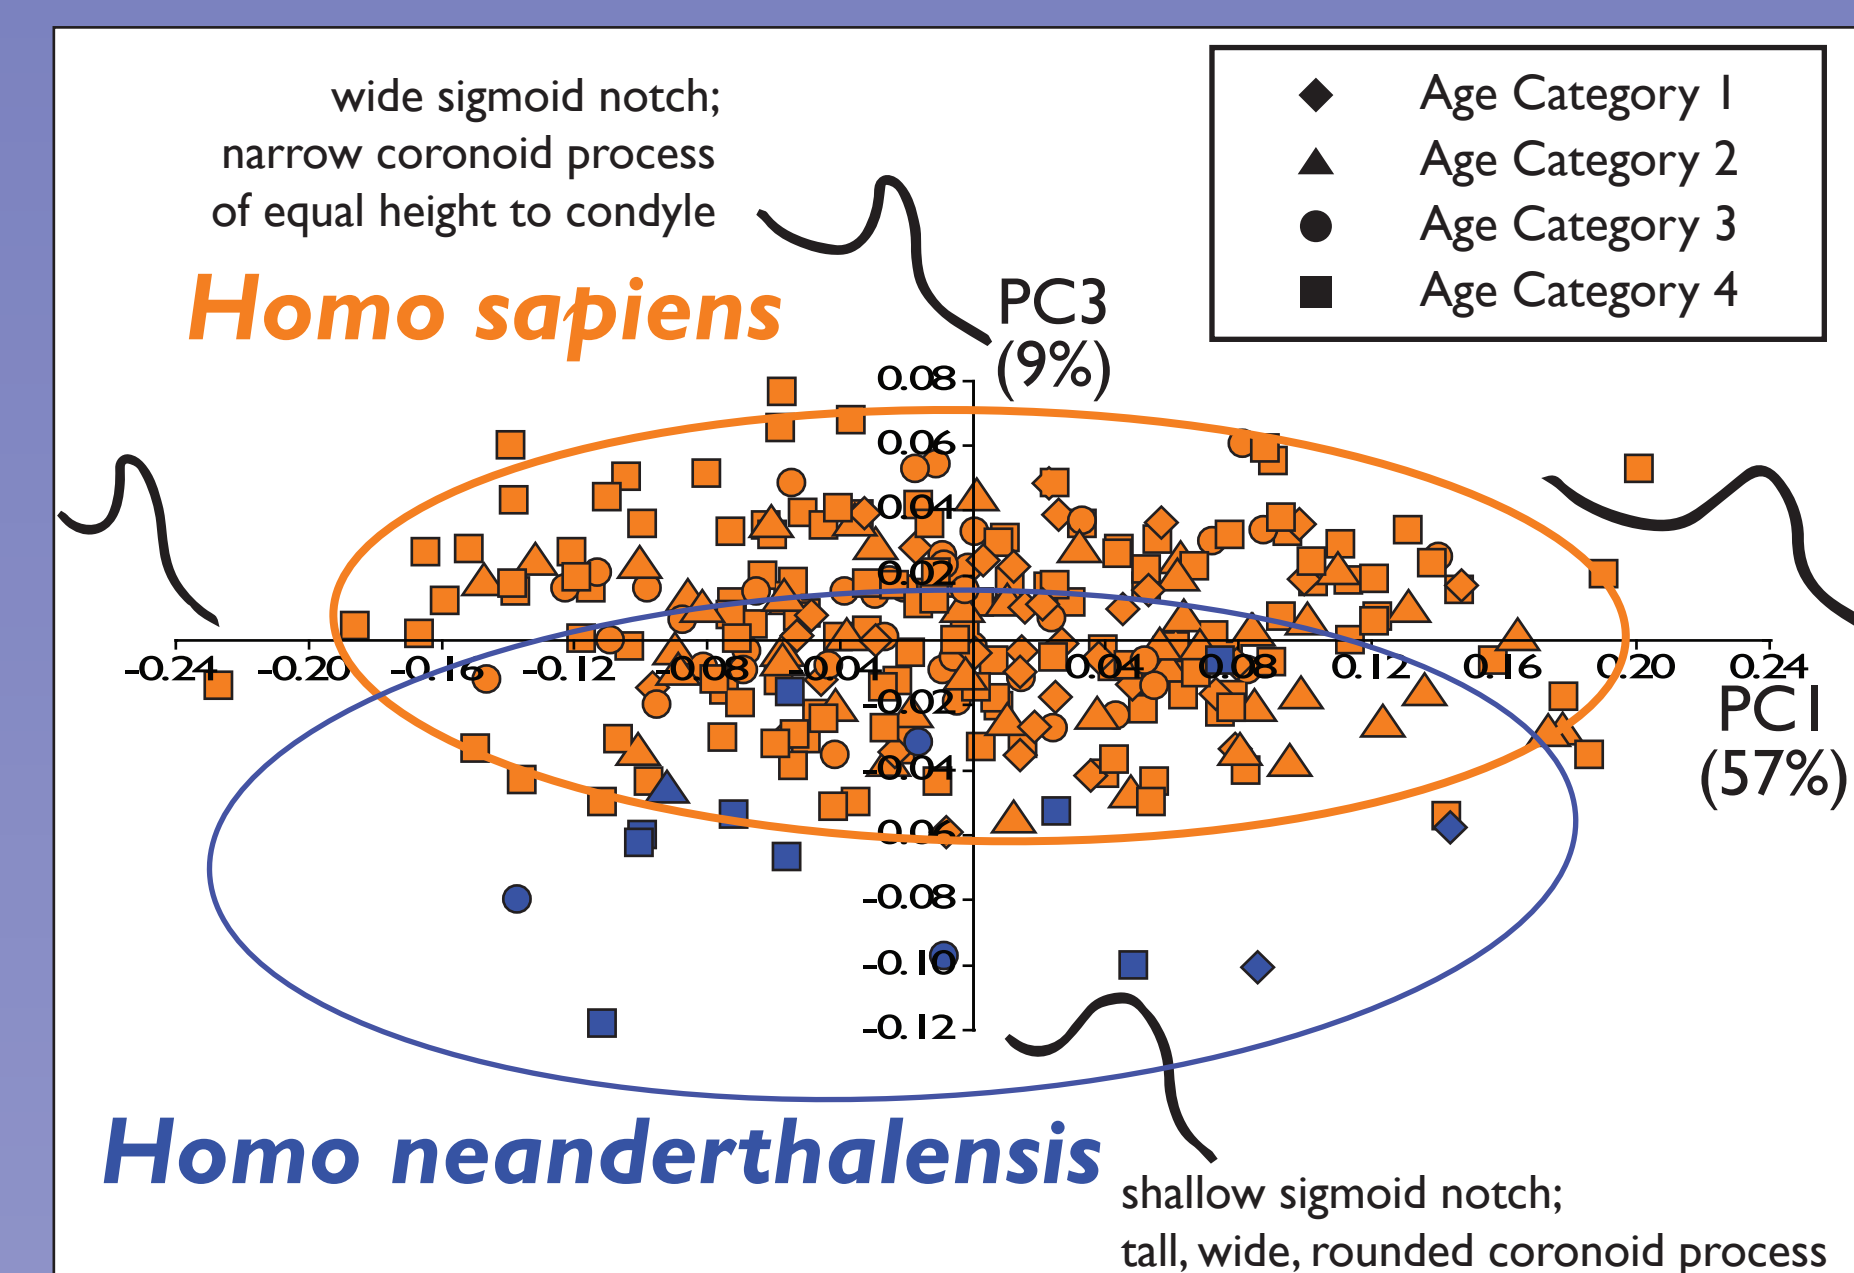 wide sigmoid notch;
narrow coronoid process
of equal height to condyle
Homo sapiens
Age Category 1
Age Category 2
Age Category 3
Age Category 4
PC3
(9%)
0.08
0.06
0.04
0.02
-0.24 -0.20 -0.16 -0.12 -0.08 -0.04 0.04 0.08 0.12 0.16 0.20 0.24
PC1
(57%)
-0.02
-0.04
-0.06
-0.08
-0.10
-0.12
Homo neanderthalensis
shallow sigmoid notch;
tall, wide, rounded coronoid process